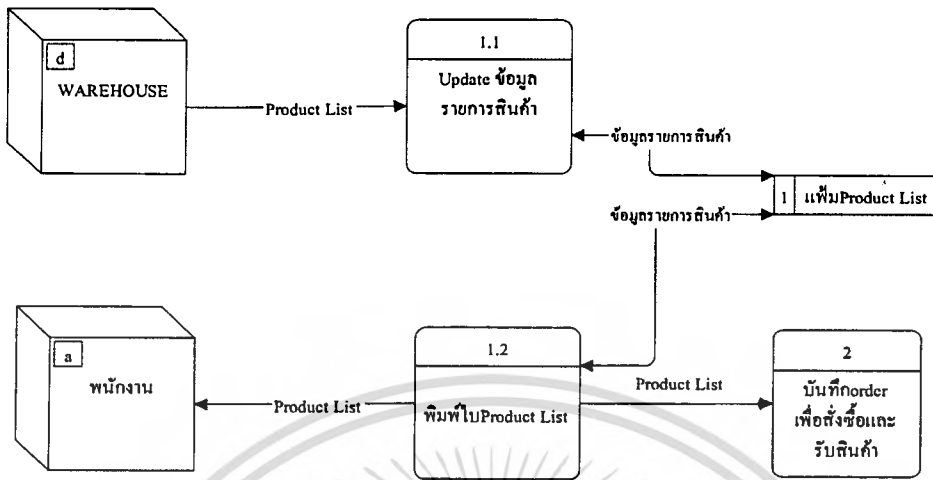 d
WAREHOUSE
Product List
1.1
Update ข้อมูล
รายการสินค้า
ข้อมูลรายการสินค้า
1 แฟ้มProduct List
ข้อมูลรายการสินค้า
a
พนักงาน
Product List
1.2
พิมพ์ใบProduct List
Product List
2
บันทึกorder
เพื่อสั่งซื้อและ
รับสินค้า